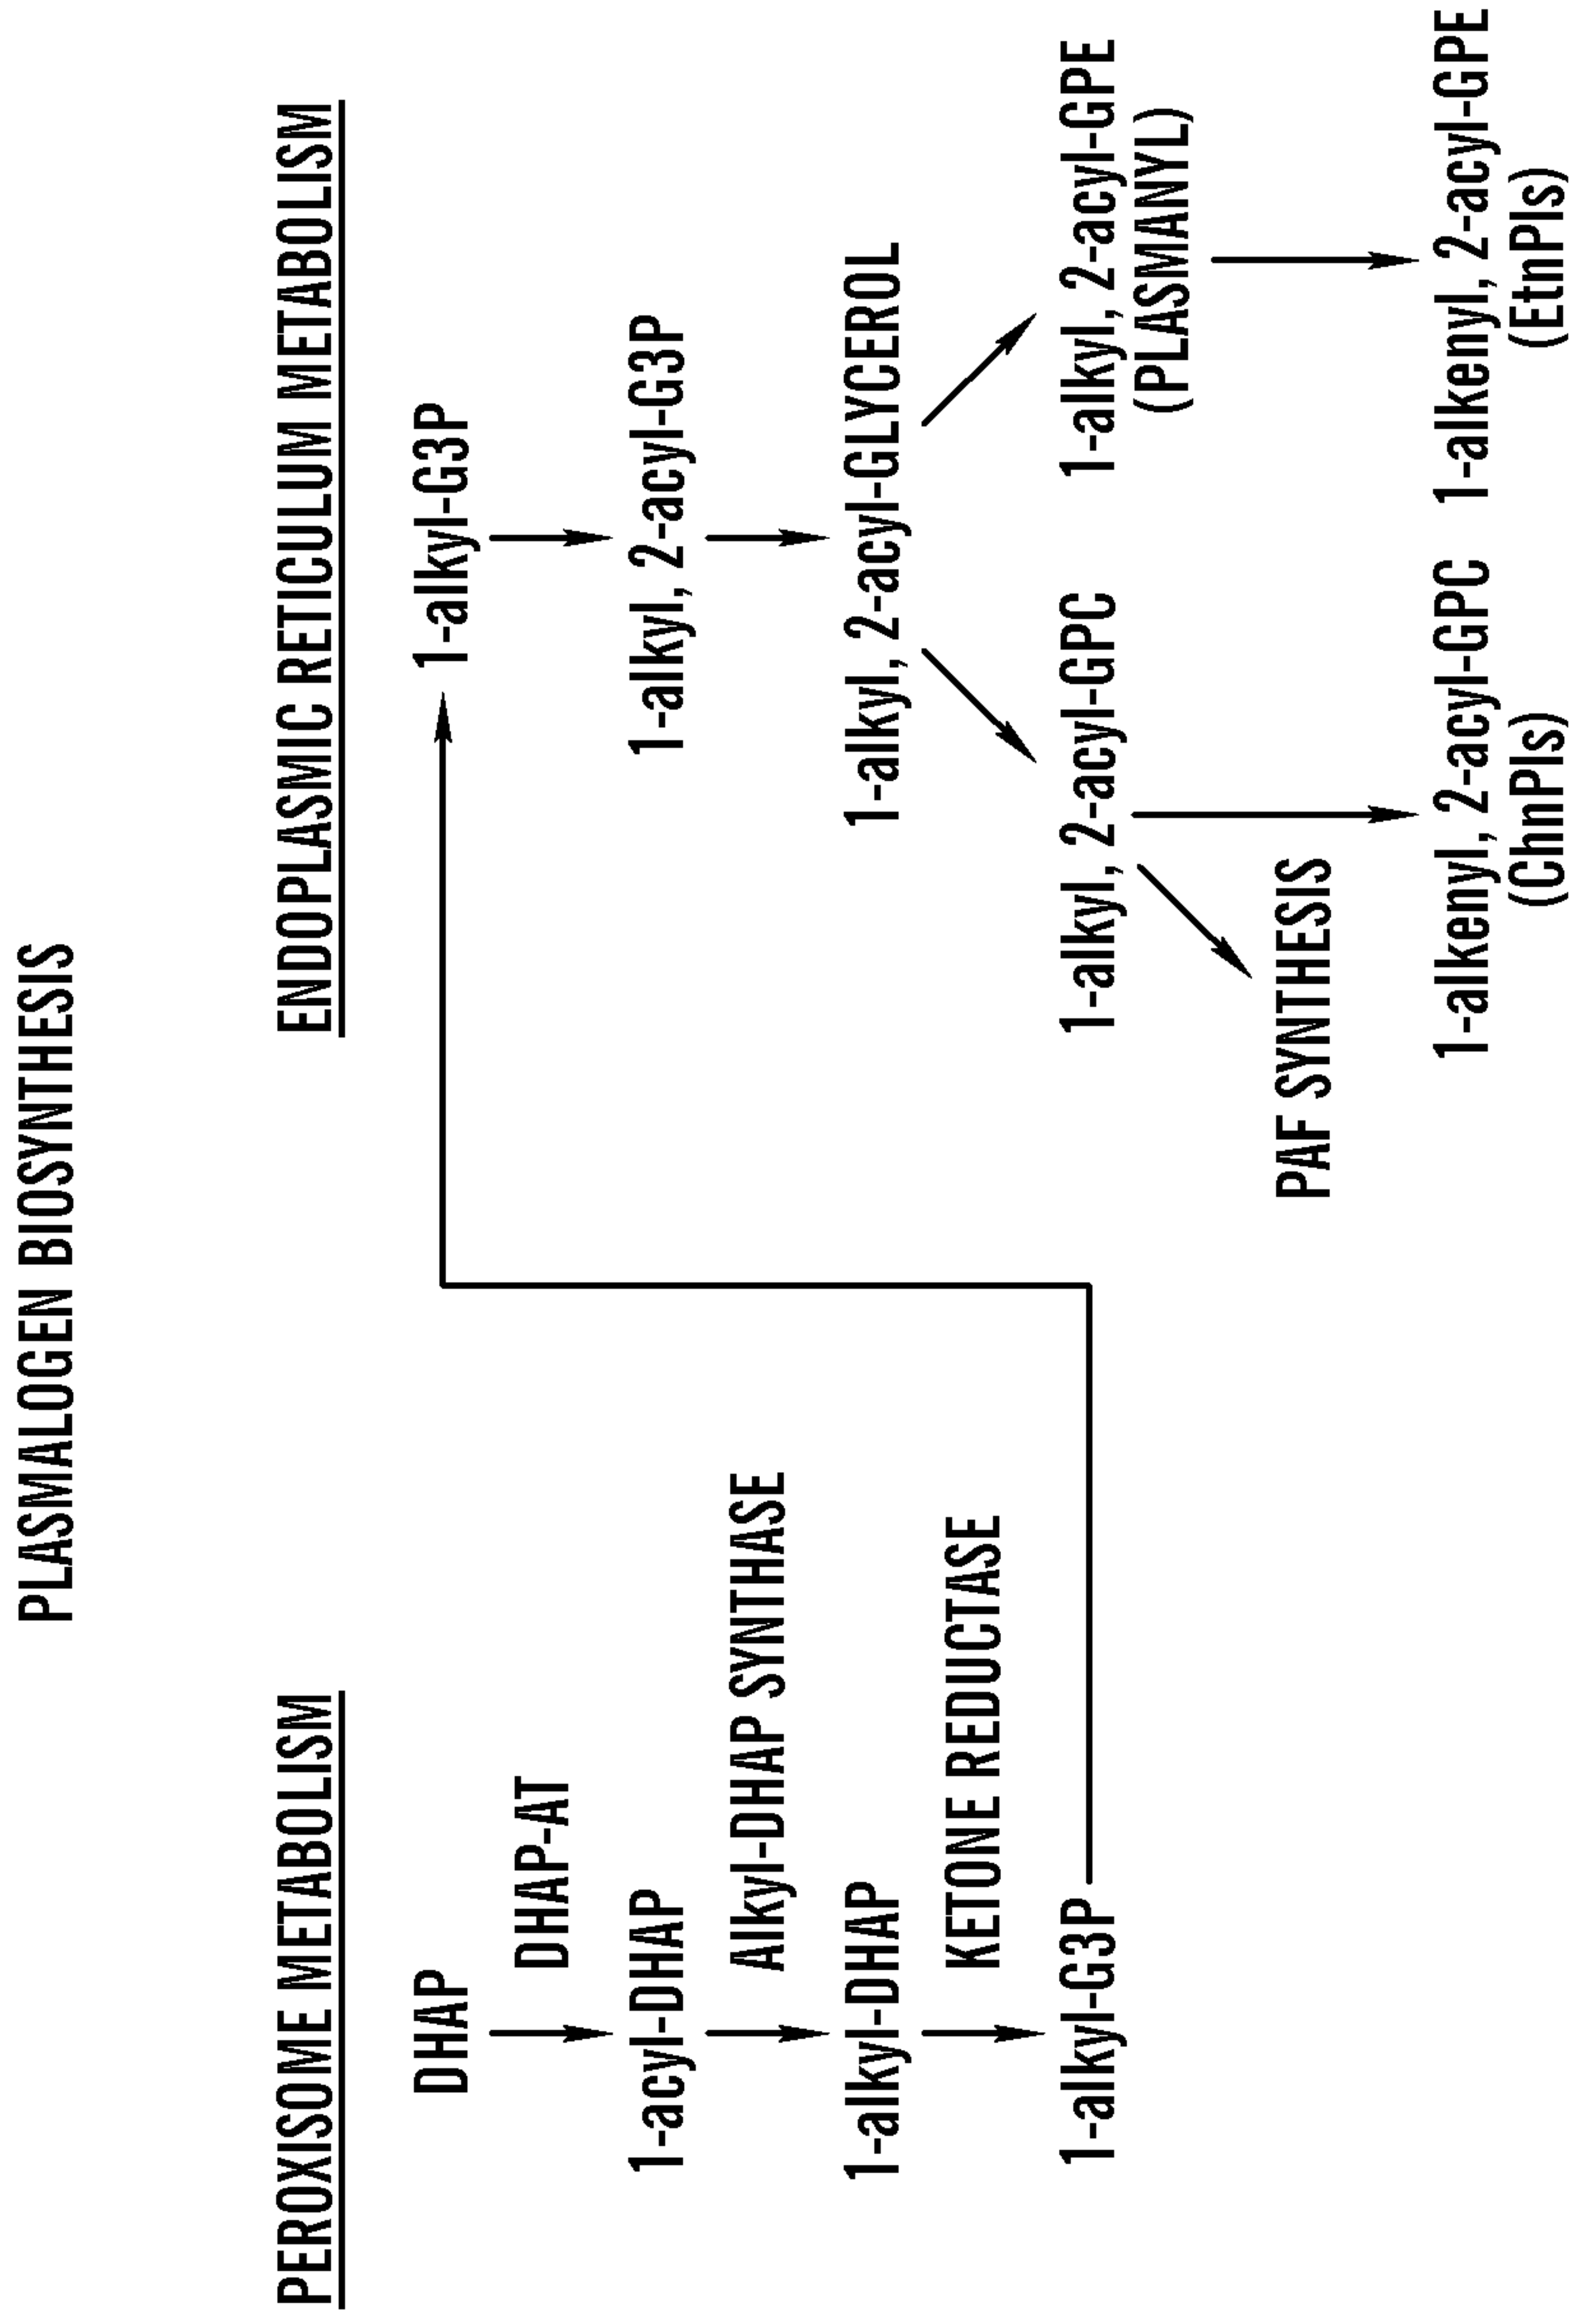 PLASMALOGEN BIOSYNTHESIS
PEROXISOME METABOLISM
DHAP
DHAP-AT
1-acyl-DHAP
Alkyl-DHAP SYNTHASE
1-alkyl-DHAP
KETONE REDUCTASE
1-alkyl-G3P
ENDOPLASMIC RETICULUM METABOLISM
1-alkyl-G3P
1-alkyl, 2-acyl-G3P
1-alkyl, 2-acyl-GLYCEROL
1-alkyl, 2-acyl-GPC
1-alkyl, 2-acyl-GPE
(PLASMANYL)
PAF SYNTHESIS
1-alkenyl, 2-acyl-GPC
(ChnPls)
1-alkenyl, 2-acyl-GPE
(EtnPls)